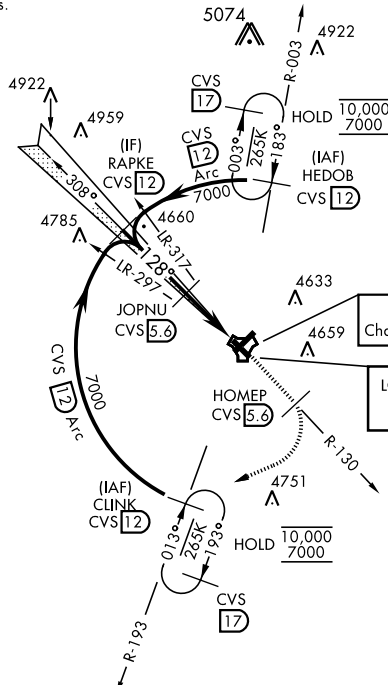 s.
5074
4922
R-003
4922
4959
CVS
17
HOLD
10,000
7000
(IF)
RAPKE
CVS 12
CVS
12
Arc
7000
003°
265K
183°
(IAF)
HEDOB
CVS 12
308°
4785
4660
LR-317
LR-297
128°
JOPNU
CVS 5.6
4633
Cha
4659
LO
7000
CVS 12 Arc
HOMEP
CVS 5.6
R-130
(IAF)
CLINK
CVS 12
4751
013°
265K
193°
HOLD
10,000
7000
CVS
17
R-193